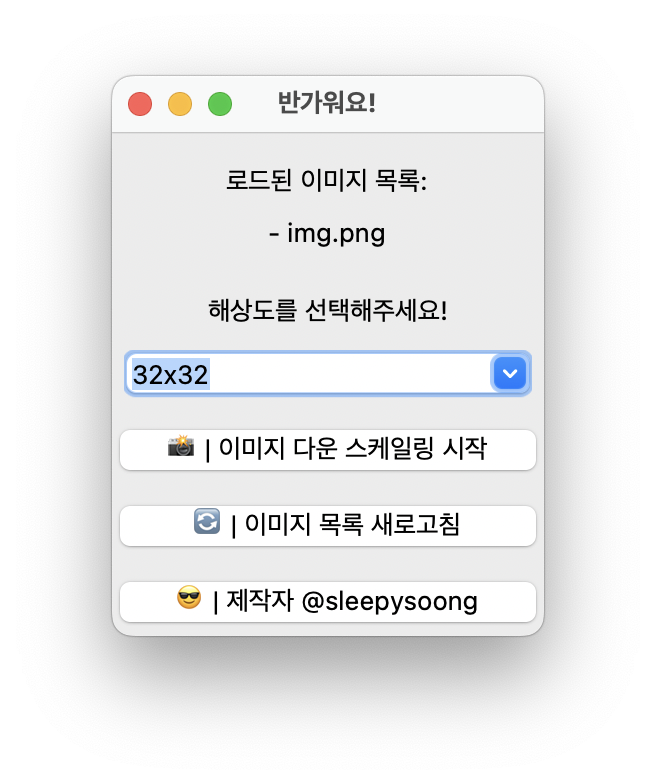 반가워요!
로드된 이미지 목록:
- img.png
해상도를 선택해주세요!
32x32
📸 | 이미지 다운 스케일링 시작
🔄 | 이미지 목록 새로고침
😎 | 제작자 @sleepysoong